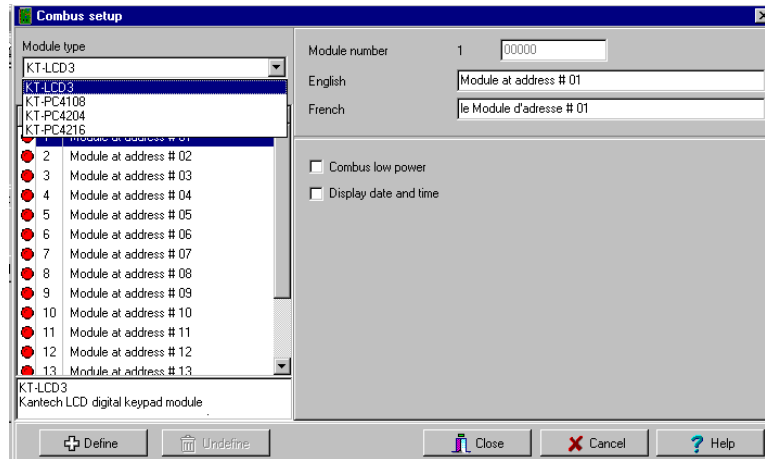 Combus setup
Module type
KT-LCD3
KT-LCD3
KT-PC4108
KT-PC4204
KT-PC4216
1 Module at address # 01
2 Module at address # 02
3 Module at address # 03
4 Module at address # 04
5 Module at address # 05
6 Module at address # 06
7 Module at address # 07
8 Module at address # 08
9 Module at address # 09
10 Module at address # 10
11 Module at address # 11
12 Module at address # 12
13 Module at address # 13
KT-LCD3
Kantech LCD digital keypad module
Module number 1 00000
English Module at address # 01
French le Module d'adresse # 01
Combus low power
Display date and time
Define Undefine Close Cancel Help